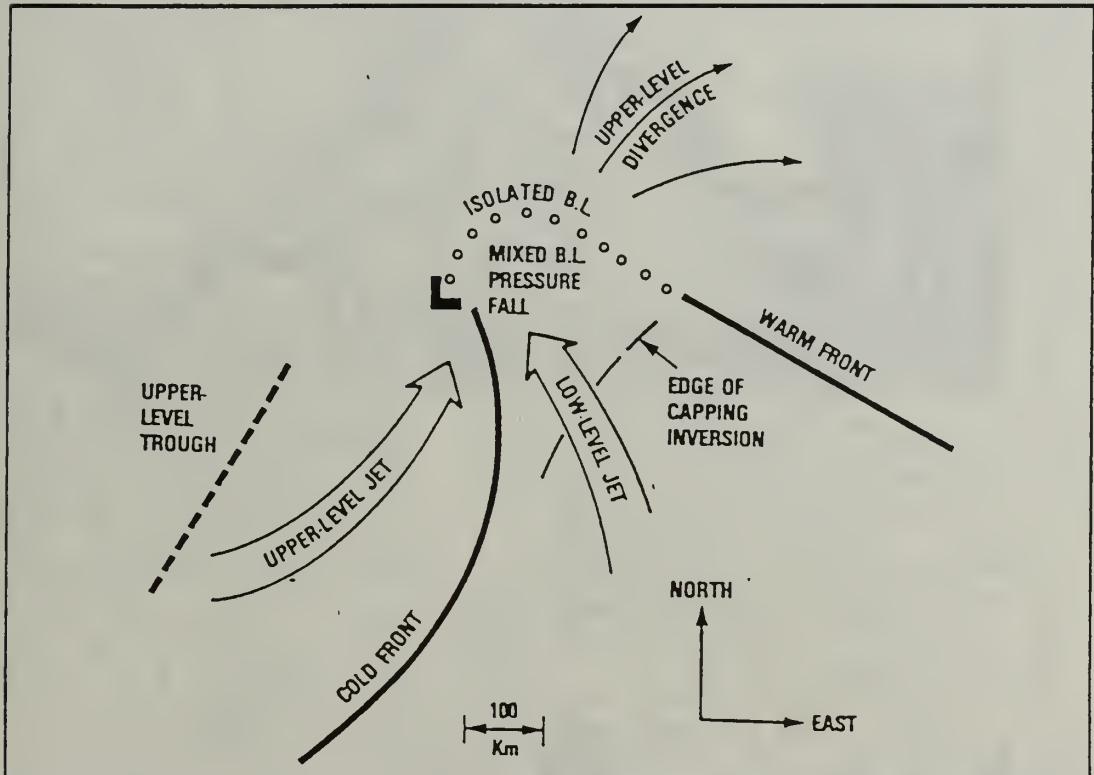 UPPER-LEVEL
DIVERGENCE
ISOLATED B.L.
MIXED B.L.
PRESSURE
FALL
L
WARM FRONT
UPPER-
LEVEL
TROUGH
EDGE OF
CAPPING
INVERSION
LOW-LEVEL JET
UPPER-LEVEL JET
COLD FRONT
NORTH
EAST
100
Km